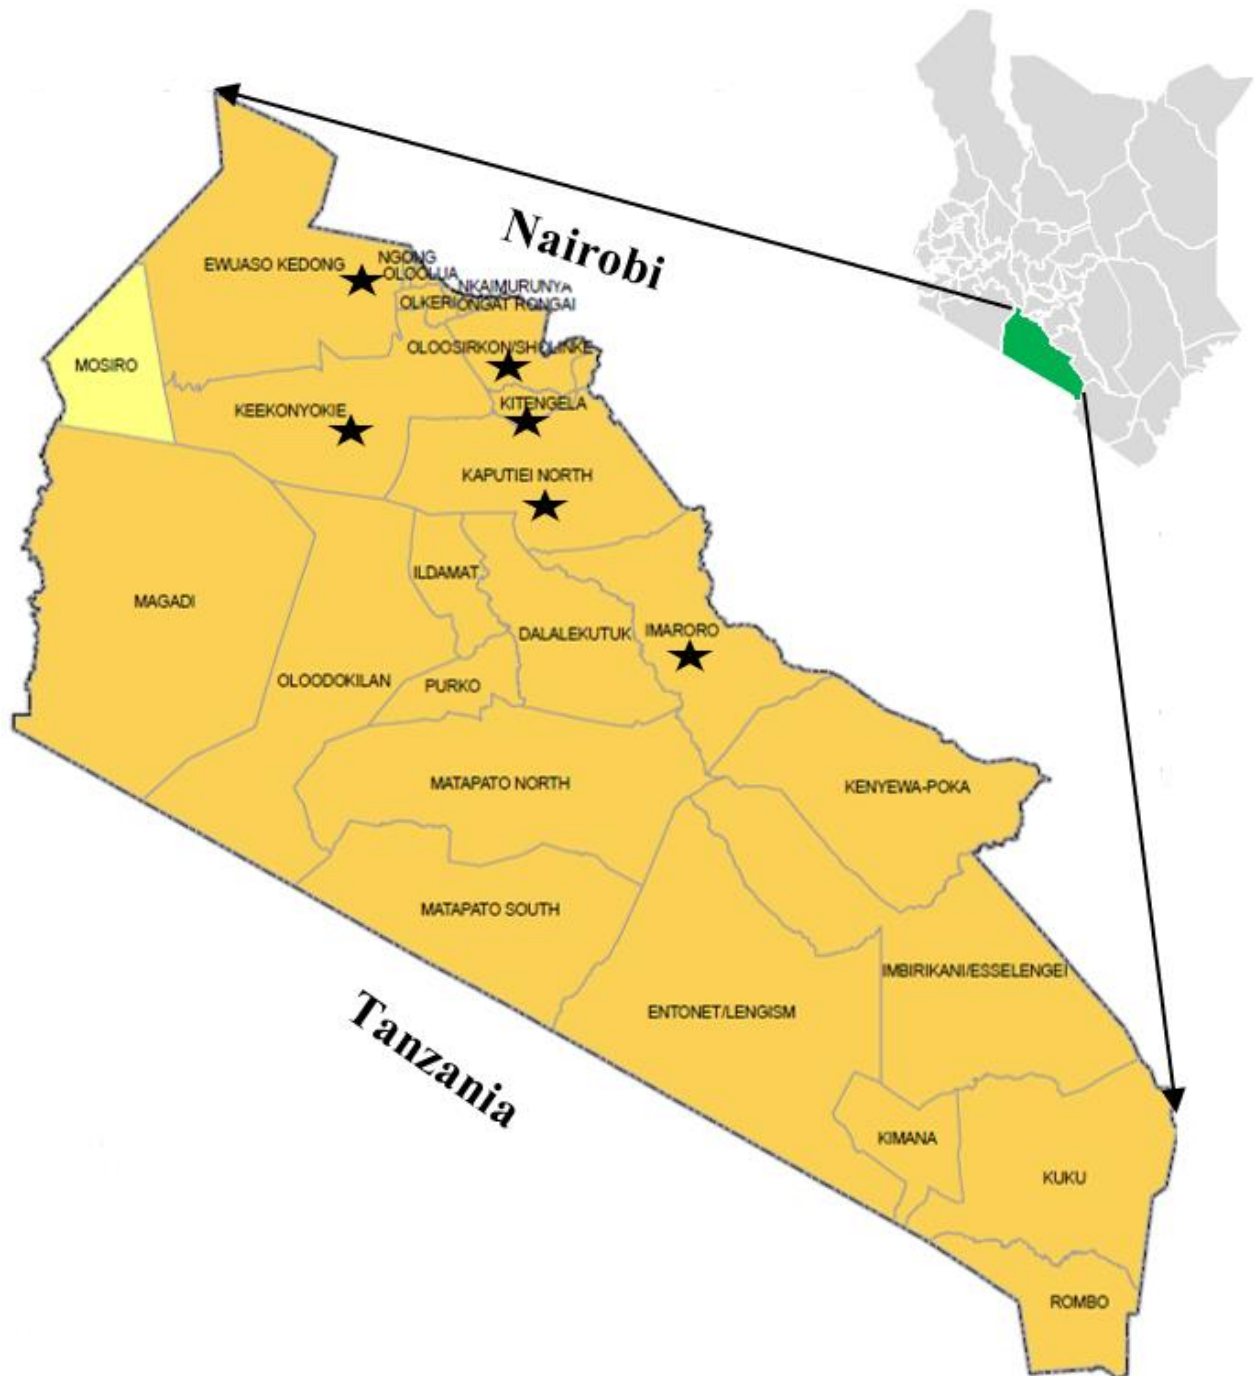 Nairobi
NGONG
EWUASO KEDONG
OLOOLUA
NKAIMURUNYA
OLKERI
ONGAT RONGAI
OLOOSIRKON/SHOLINKE
MOSIRO
KITENGELA
KEEKONYOKIE
KAPUTIEI NORTH
ILDAMAT
MAGADI
DALALEKUTUK
IMARORO
OLOODOKILAN
PURKO
MATAPATO NORTH
KENYEWA-POKA
MATAPATO SOUTH
IMBIRIKANI/ESSELENGEI
ENTONET/LENGISM
Tanzania
KIMANA
KUKU
ROMBO